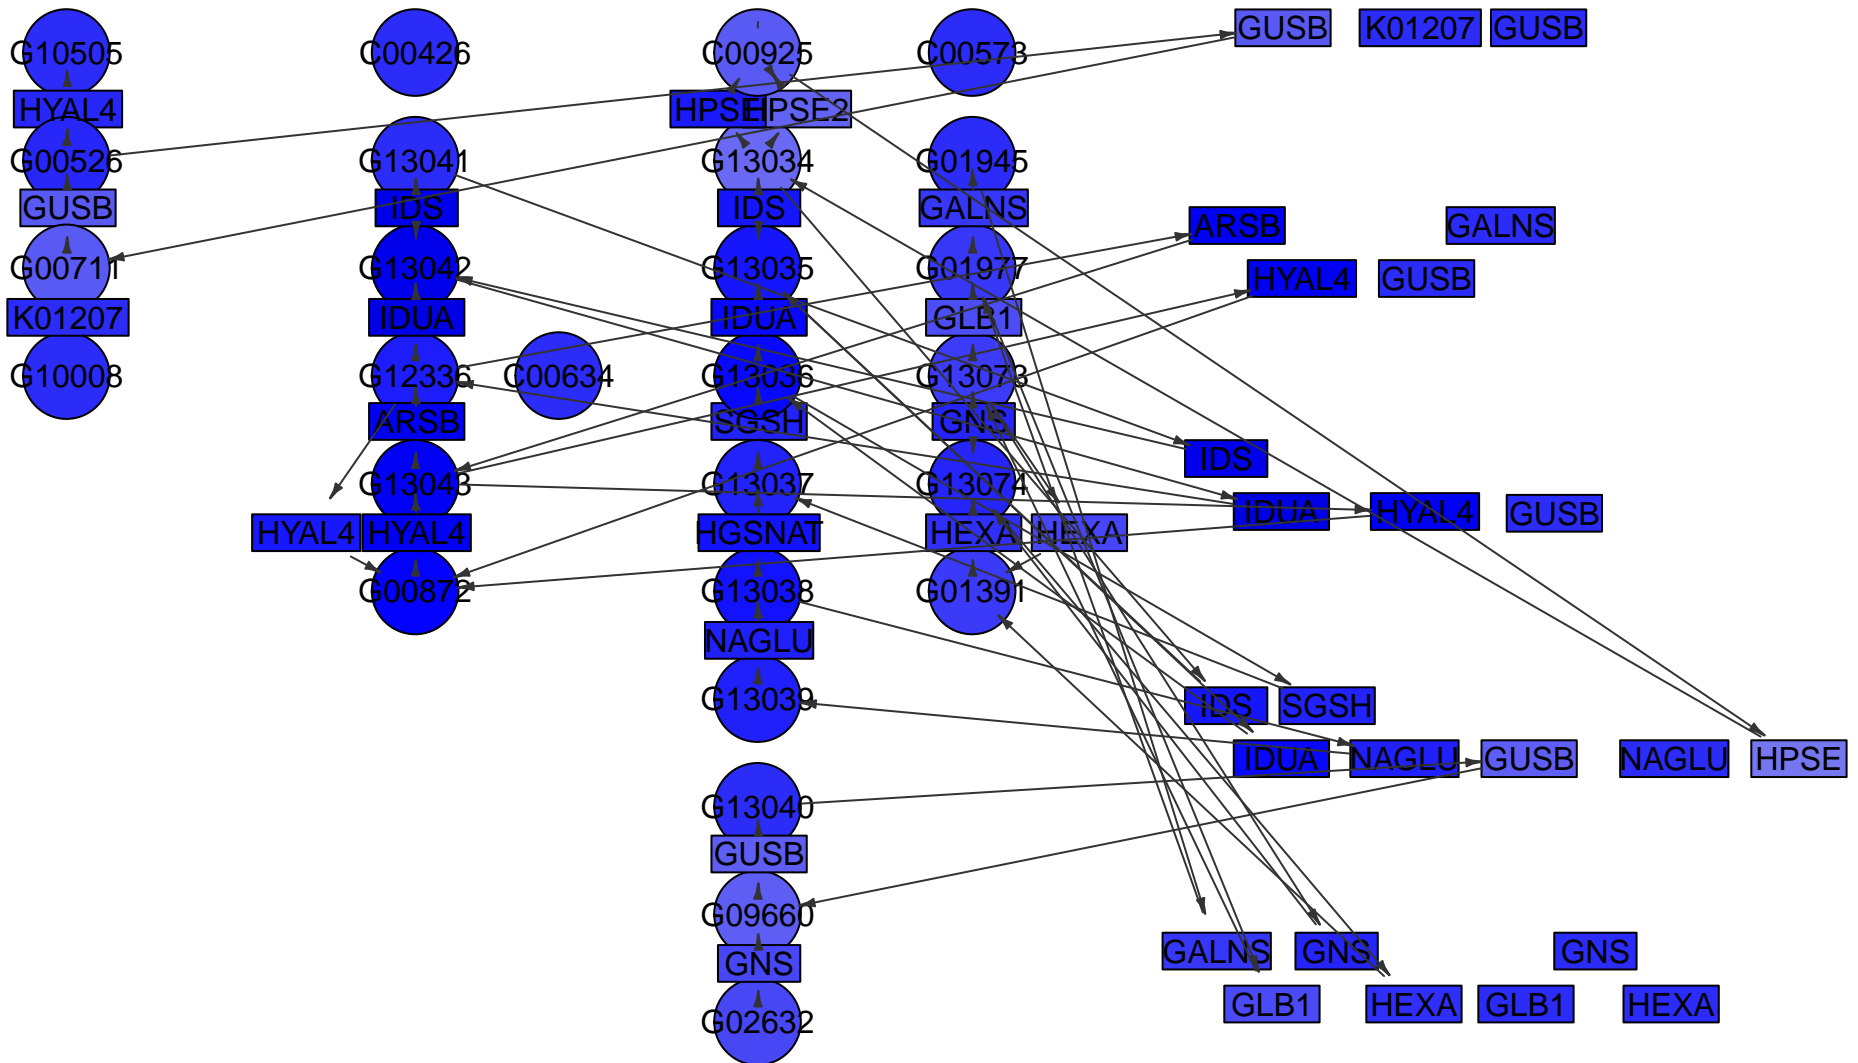 G10505
C00426
C00925
C00573
GUSB
K01207
GUSB
HYAL4
HPSE
HPSE2
G00526
G13041
G13034
G01945
GUSB
IDS
IDS
GALNS
ARSB
GALNS
G00711
G13042
G13035
G01977
HYAL4
GUSB
K01207
IDUA
IDUA
GLB1
G10008
G12336
C00634
G13036
G13073
ARSB
SGSH
GNS
IDS
G13043
G13037
G13074
IDUA
HYAL4
GUSB
HYAL4
HYAL4
HGSNAT
HEXA
HEXA
G00872
G13038
G01391
NAGLU
G13039
IDS
SGSH
IDUA
NAGLU
GUSB
NAGLU
HPSE
G13040
GUSB
G09660
GALNS
GNS
GNS
GNS
GLB1
HEXA
GLB1
HEXA
G02632